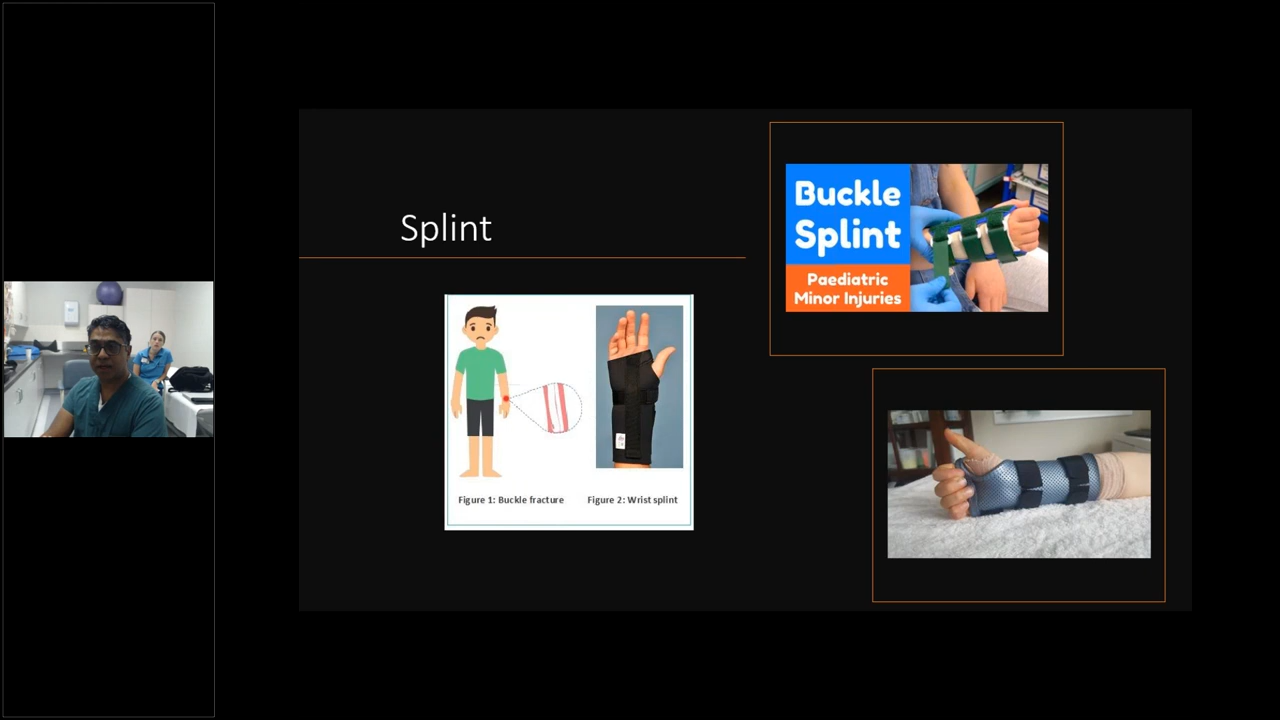 Splint
Buckle
Splint
Paediatric
Minor Injuries
Figure 1: Buckle fracture
Figure 2: Wrist splint